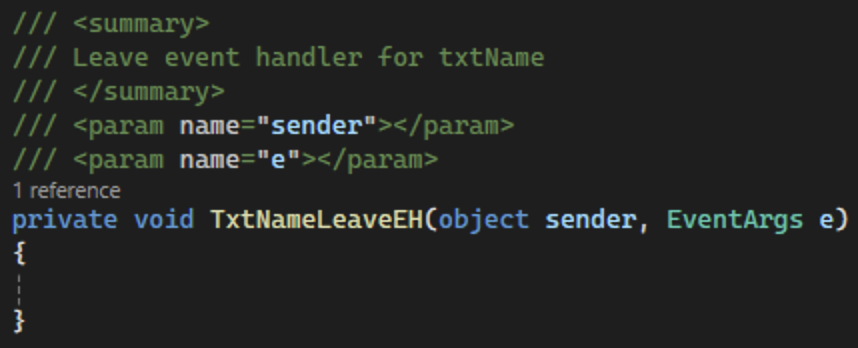 /// <summary>
/// Leave event handler for txtName
/// </summary>
/// <param name="sender"></param>
/// <param name="e"></param>
1 reference
private void TxtNameLeaveEH(object sender, EventArgs e)
{
}